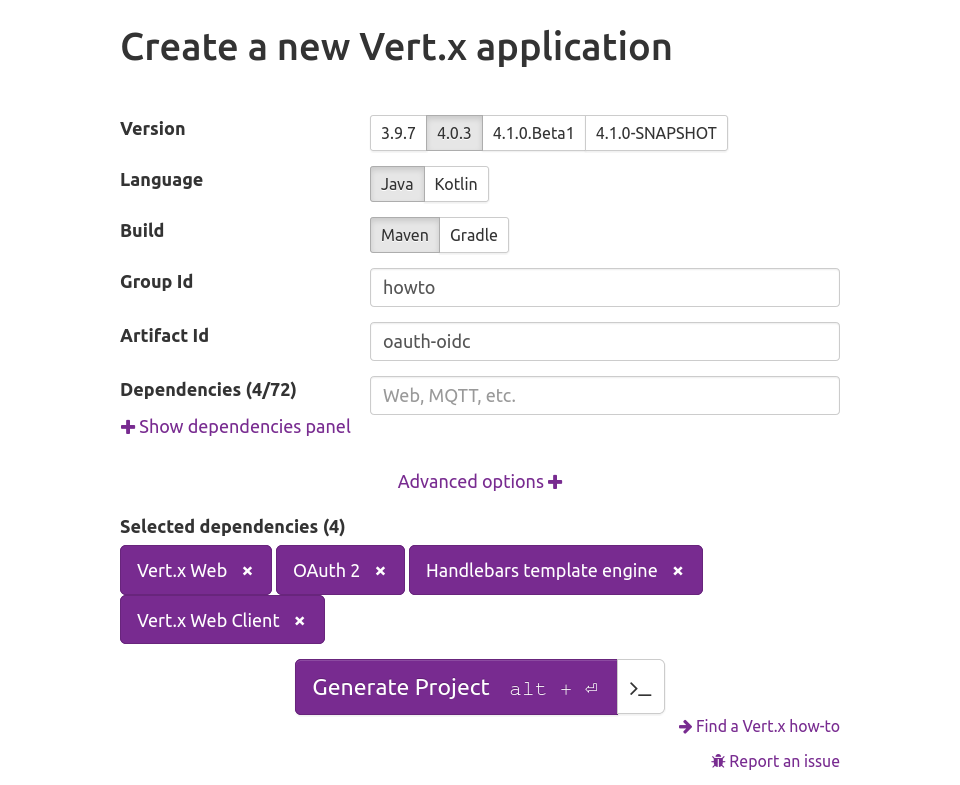 Create a new Vert.x application
Version 3.9.7 4.0.3 4.1.0.Beta1 4.1.0-SNAPSHOT
Language Java Kotlin
Build Maven Gradle
Group Id howto
Artifact Id oauth-oidc
Dependencies (4/72) Web, MQTT, etc.
Show dependencies panel
Advanced options
Selected dependencies (4)
Vert.x Web × OAuth 2 × Handlebars template engine ×
Vert.x Web Client ×
Generate Project alt + ⏎ >_
Find a Vert.x how-to
Report an issue